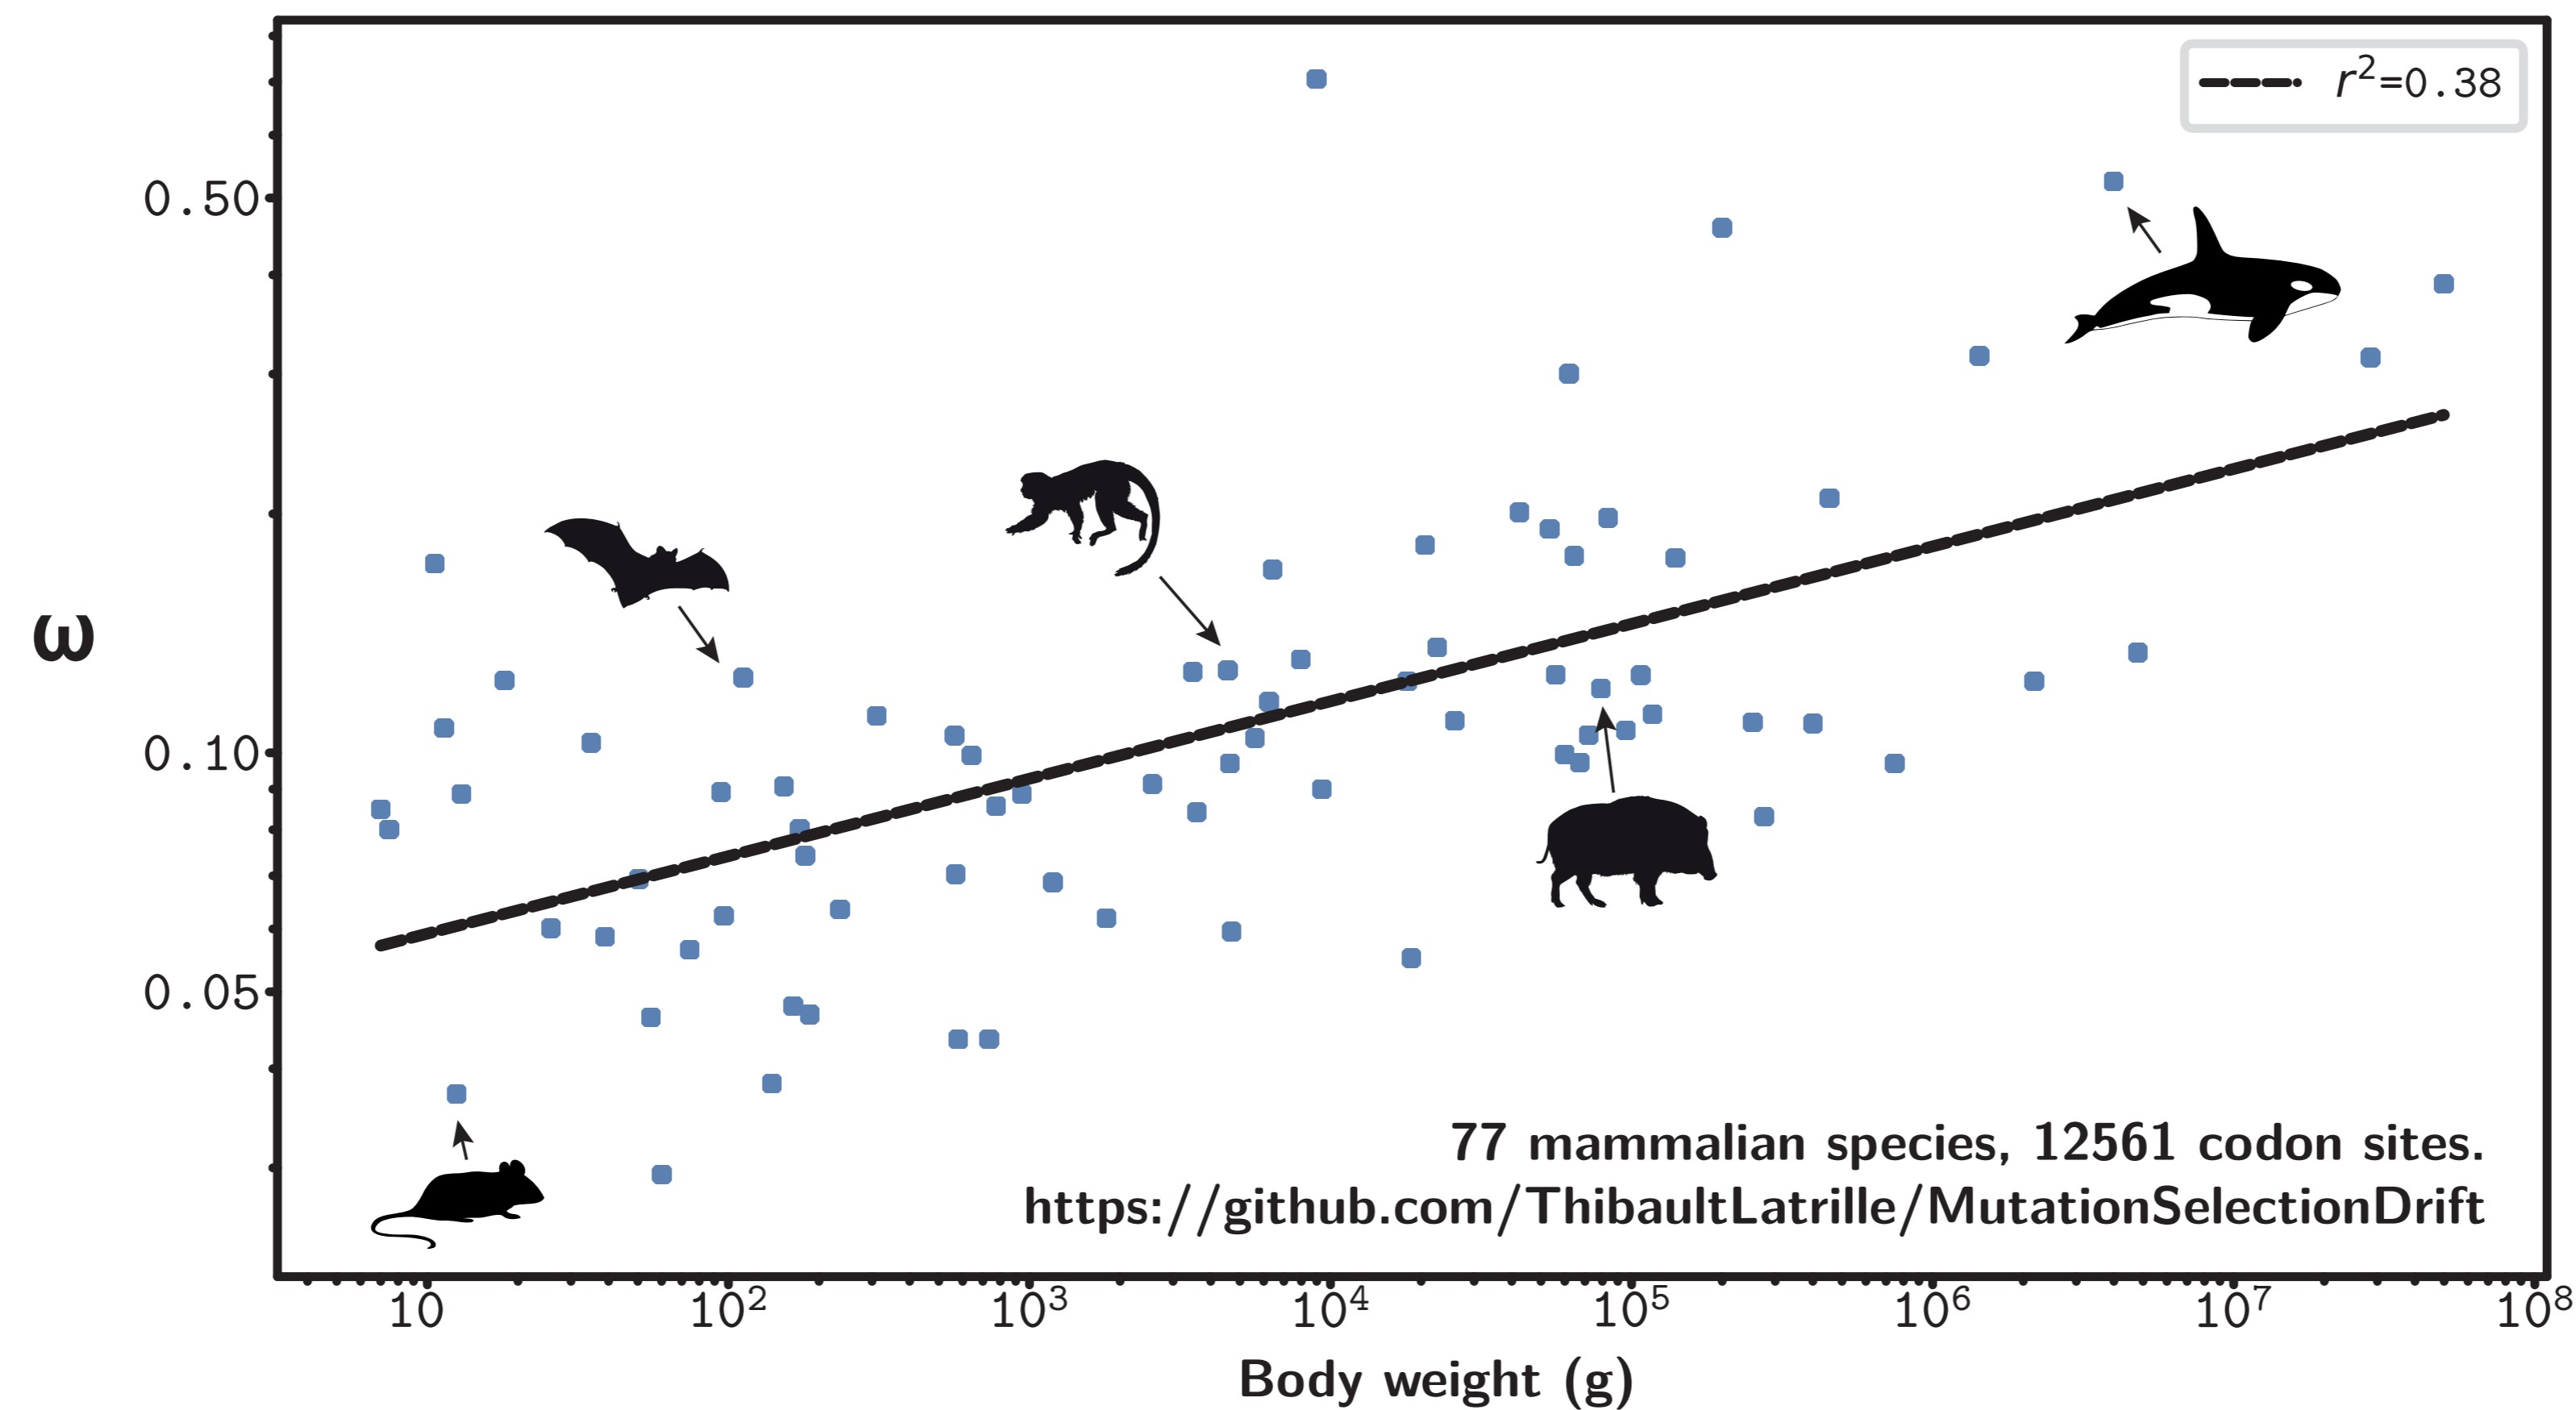 r²=0.38
0.50
0.10
0.05
ω
77 mammalian species, 12561 codon sites.
https://github.com/ThibaultLatrille/MutationSelectionDrift
10 10² 10³ 10⁴ 10⁵ 10⁶ 10⁷ 10⁸
Body weight (g)